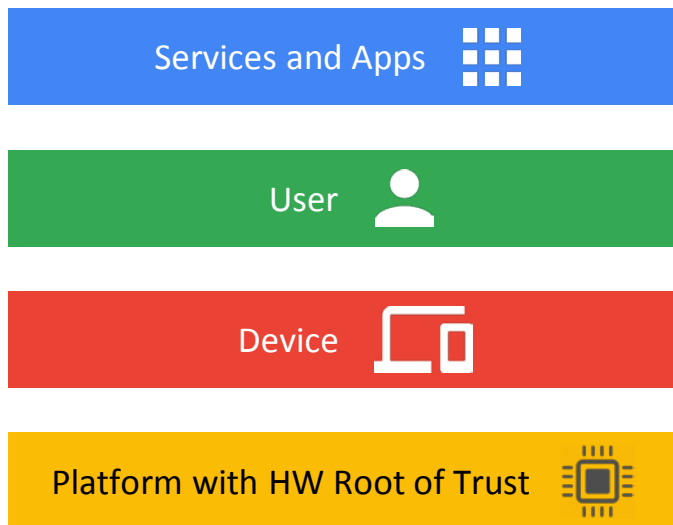 Services and Apps
User
Device
Platform with HW Root of Trust